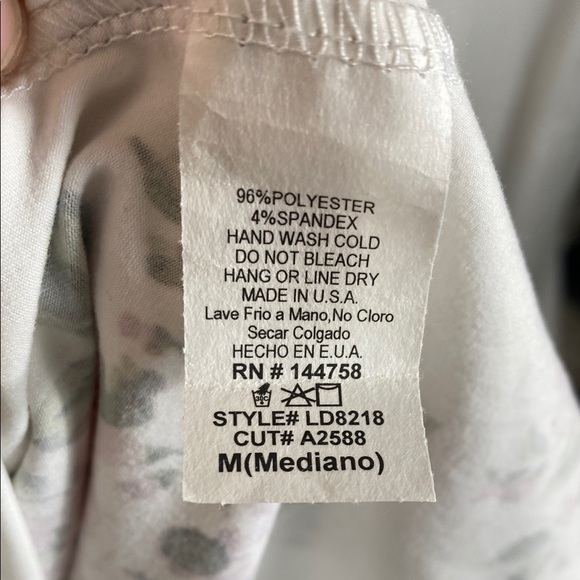 96%POLYESTER
4%SPANDEX
HAND WASH COLD
DO NOT BLEACH
HANG OR LINE DRY
MADE IN U.S.A.
Lave Frio a Mano,No Cloro
Secar Colgado
HECHO EN E.U.A.
RN # 144758
30C
STYLE# LD8218
CUT# A2588
M(Mediano)